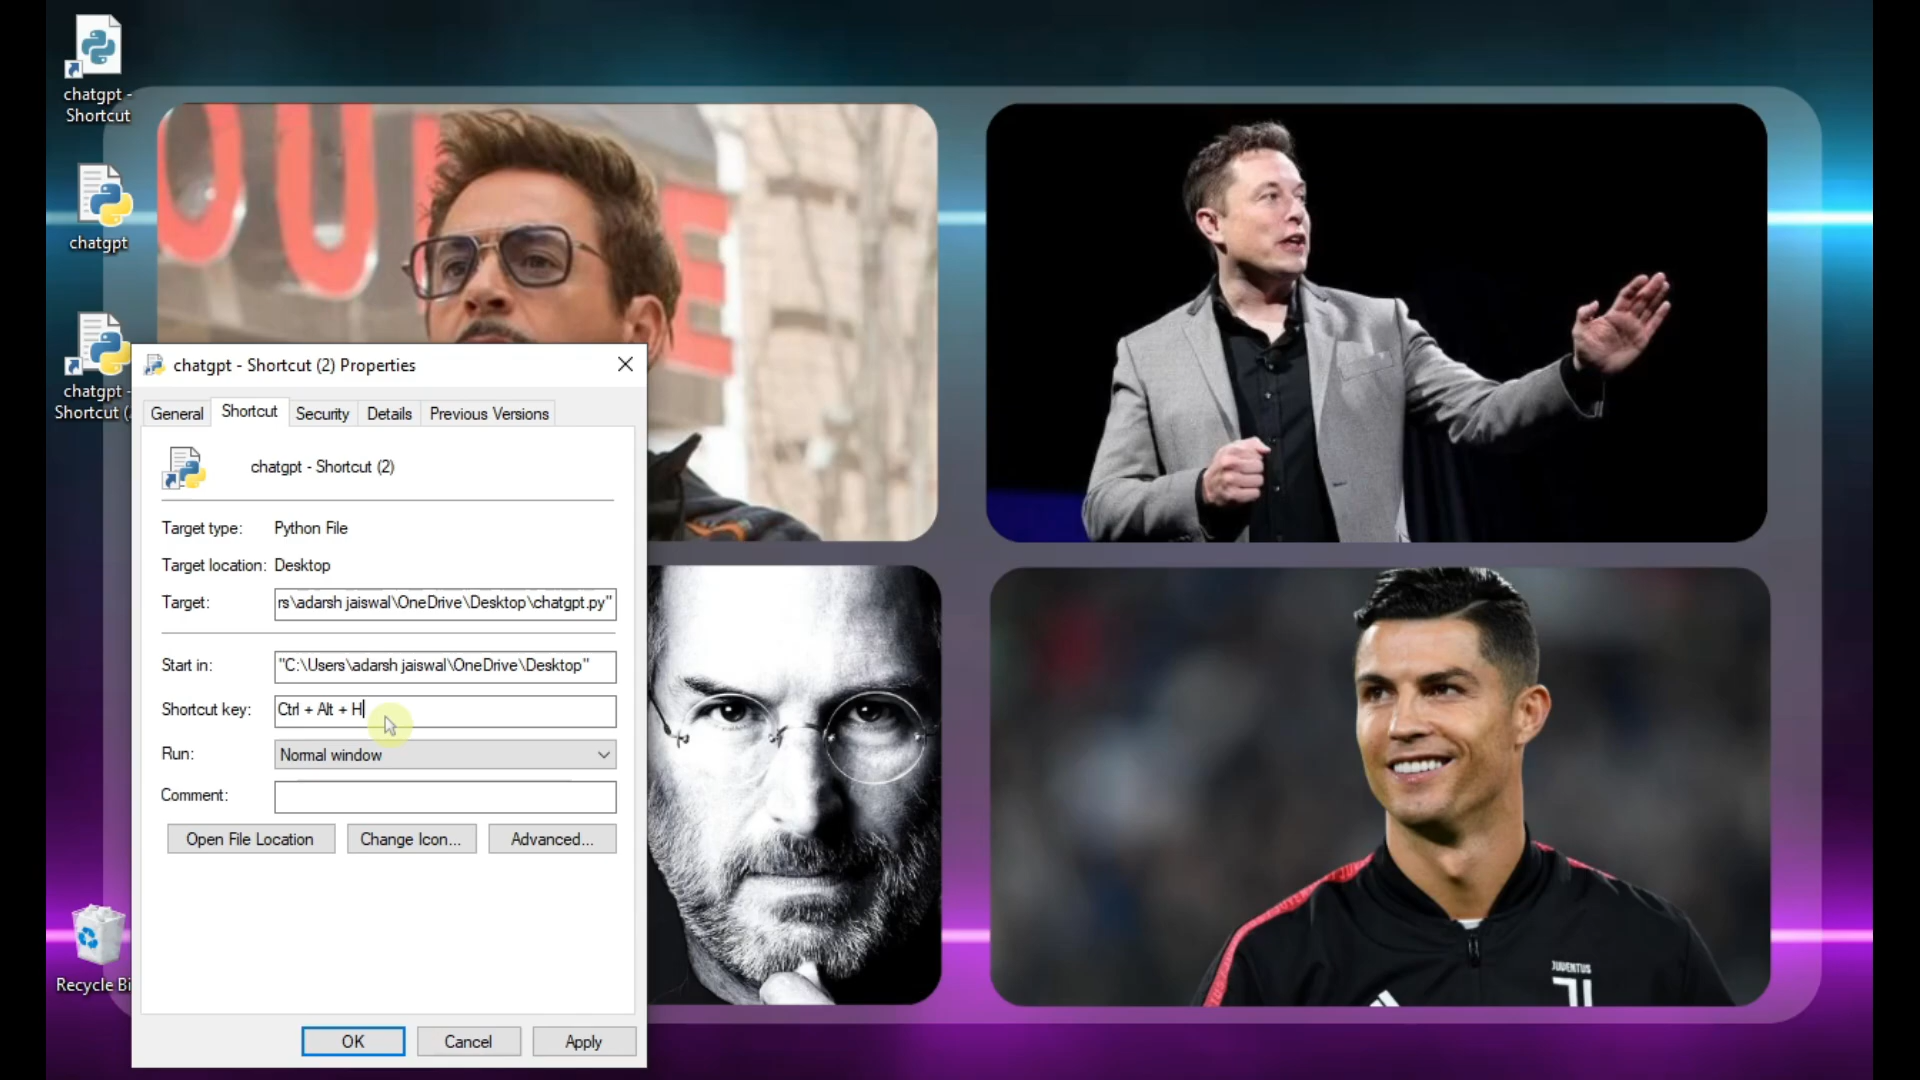 chatgpt -
Shortcut
chatgpt
chatgpt -
Shortcut (
Recycle Bi
chatgpt - Shortcut (2) Properties
General
Shortcut
Security
Details
Previous Versions
chatgpt - Shortcut (2)
Target type:
Python File
Target location:
Desktop
Target:
rs\adarsh jaiswal\OneDrive\Desktop\chatgpt.py"
Start in:
"C:\Users\adarsh jaiswal\OneDrive\Desktop"
Shortcut key:
Ctrl + Alt + H
Run:
Normal window
Comment:
Open File Location
Change Icon...
Advanced...
OK
Cancel
Apply
JUVENTUS